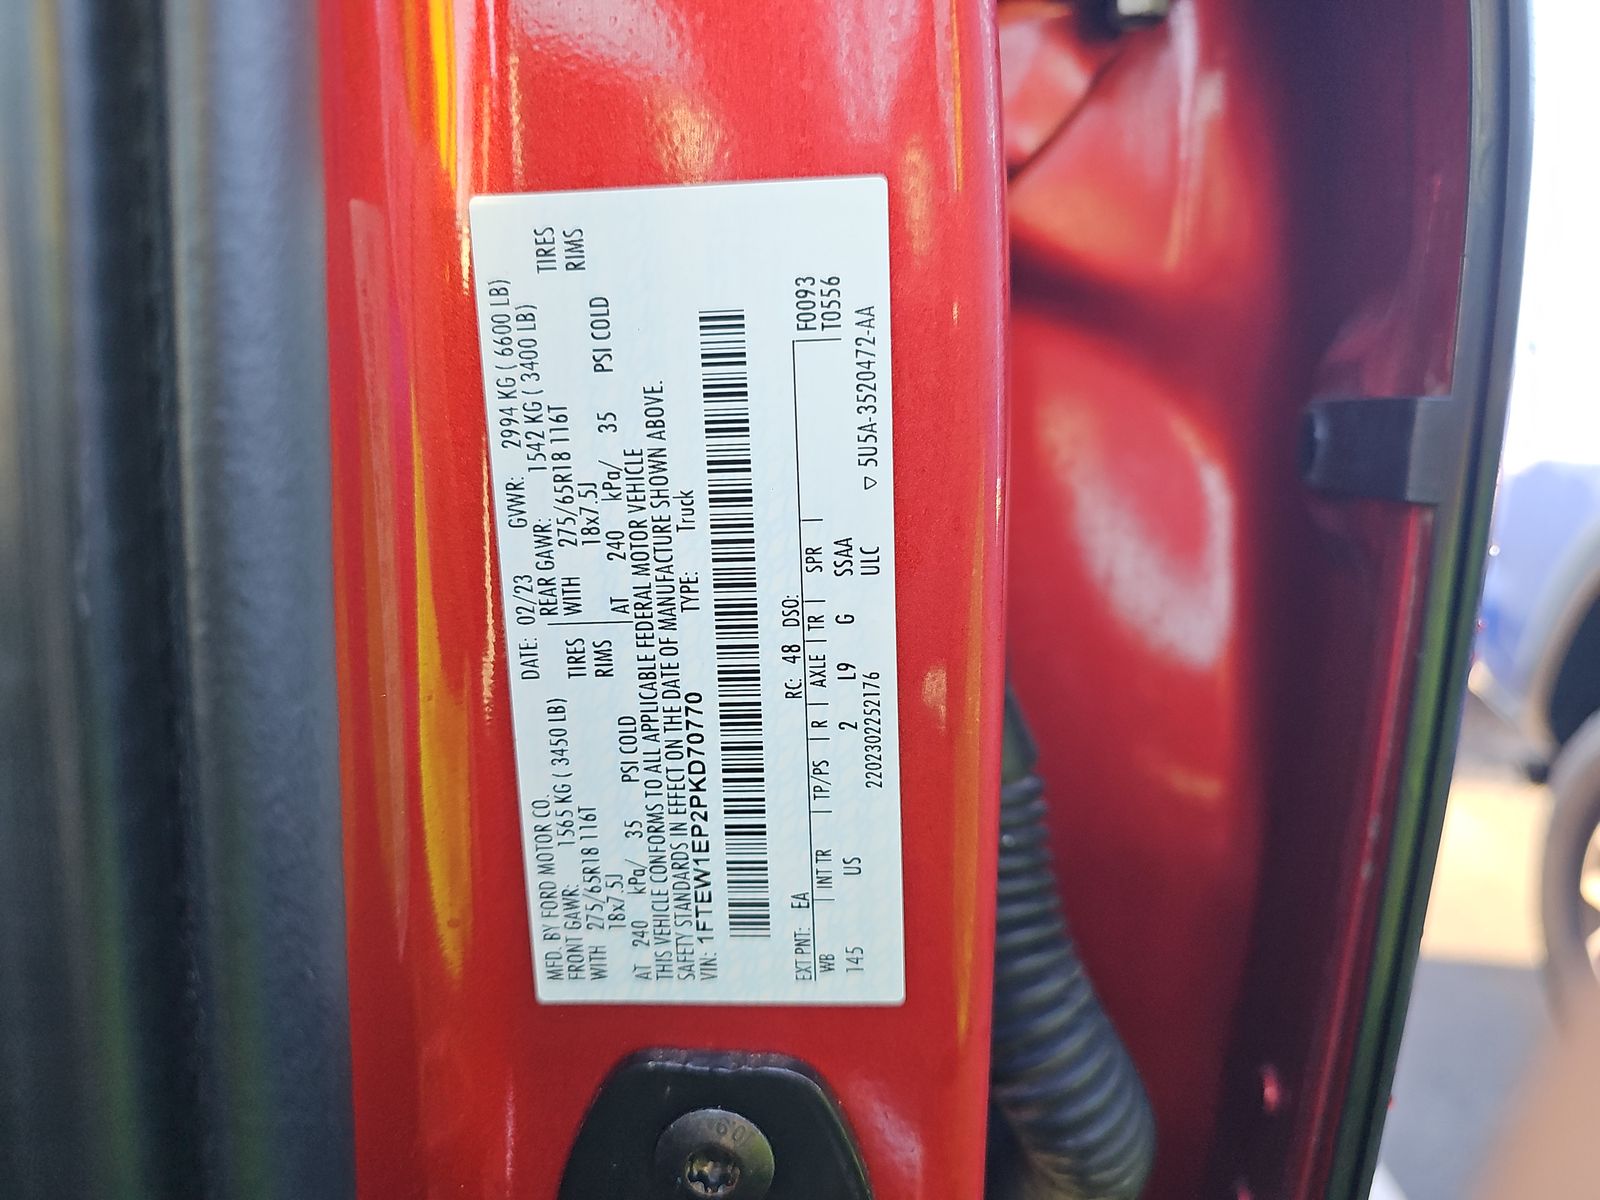 MFD. BY FORD MOTOR CO. DATE: 02/23 GVWR: 2994 KG ( 6600 LB)
FRONT GAWR: 1565 KG ( 3450 LB) REAR GAWR: 1542 KG ( 3400 LB)
WITH 275/65R18 116T TIRES WITH 275/65R18 116T TIRES
18x7.5J RIMS 18x7.5J RIMS
AT 240 kPa/ 35 PSI COLD AT 240 kPa/ 35 PSI COLD
THIS VEHICLE CONFORMS TO ALL APPLICABLE FEDERAL MOTOR VEHICLE
SAFETY STANDARDS IN EFFECT ON THE DATE OF MANUFACTURE SHOWN ABOVE.
VIN: 1FTEW1EP2PKD70770 TYPE: Truck
EXT PNT: EA RC: 48 DSO: F0093
WB INT TR TP/PS R AXLE TR SPR T0556
145 US 2 L9 G SSAA
2202302252176 ULC ▽ 5U5A-3520472-AA
10.9